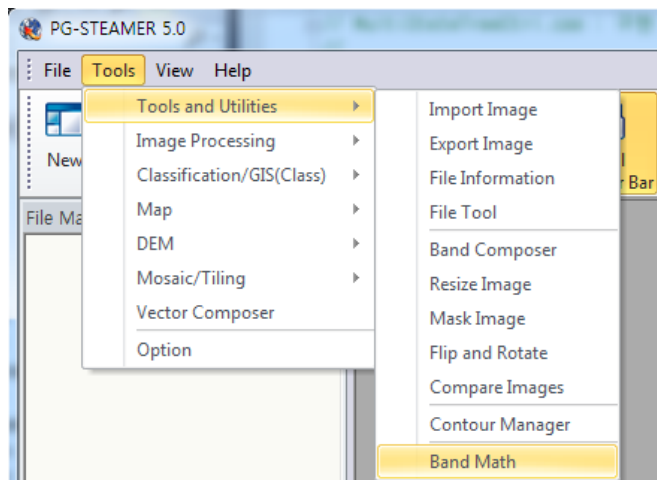 PG-STEAMER 5.0
File Tools View Help
Tools and Utilities
Image Processing
Classification/GIS(Class)
Map
DEM
Mosaic/Tiling
Vector Composer
Option
Import Image
Export Image
File Information
File Tool
Band Composer
Resize Image
Mask Image
Flip and Rotate
Compare Images
Contour Manager
Band Math
New
Bar
File Ma